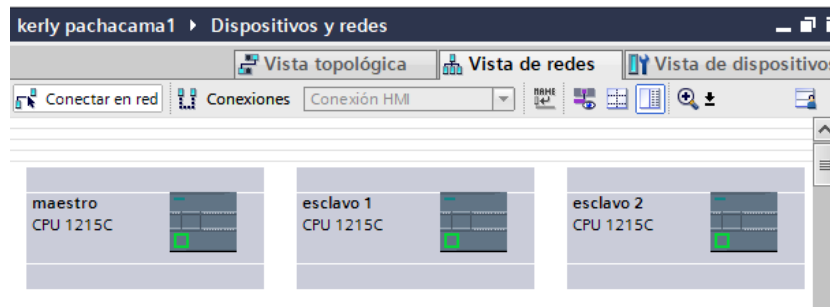 kerly pachacama1 ▸ Dispositivos y redes
Vista topológica Vista de redes Vista de dispositivos
Conectar en red Conexiones Conexión HMI NAME
maestro esclavo 1 esclavo 2
CPU 1215C CPU 1215C CPU 1215C